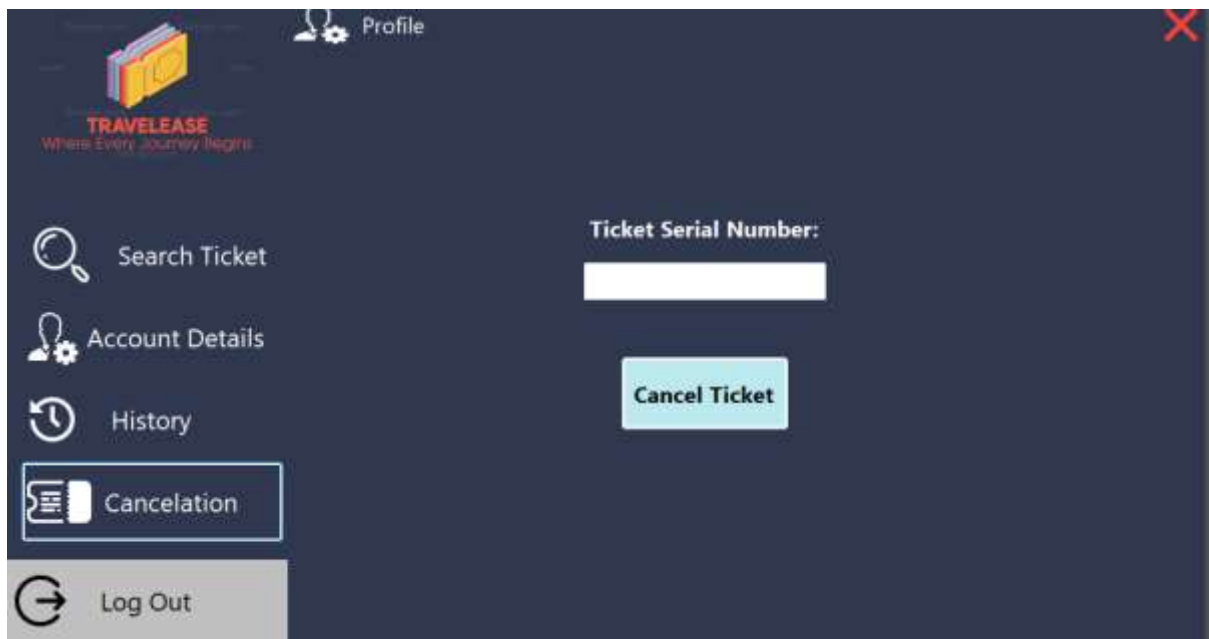 Profile
TRAVELEASE
Where Every Journey Begins
Search Ticket
Account Details
History
Cancelation
Log Out
Ticket Serial Number:
Cancel Ticket